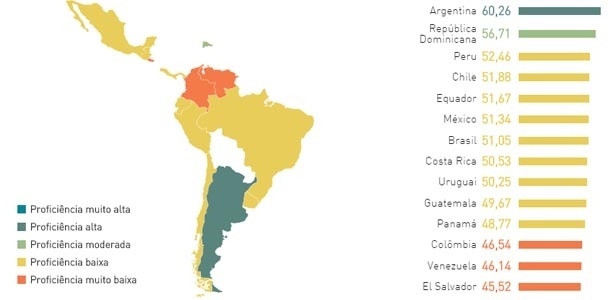 Argentina 60,26
República
Dominicana 56,71
Peru 52,46
Chile 51,88
Equador 51,67
México 51,34
Brasil 51,05
Costa Rica 50,53
Uruguai 50,25
Guatemala 49,67
Panamá 48,77
Colômbia 46,54
Venezuela 46,14
El Salvador 45,52
Proficiência muito alta
Proficiência alta
Proficiência moderada
Proficiência baixa
Proficiência muito baixa